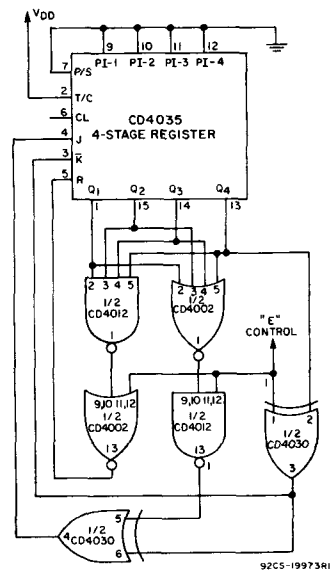 VDD
9 10 11 12
PI-1 PI-2 PI-3 PI-4
7 P/S
2 T/C
6 CL
4 J
3 K̅
5 R
CD4035
4-STAGE REGISTER
Q1 Q2 Q3 Q4
1 15 14 13
2 3 4 5
1/2
CD4012
1
2 3 4 5
1/2
CD4002
1
"E"
CONTROL
1
9,10 11,12
1/2
CD4002
13
9,10 11,12
1/2
CD4012
13
1
1 2
1/2
CD4030
3
4
1/2
CD4030
5
6
92CS-19973R1